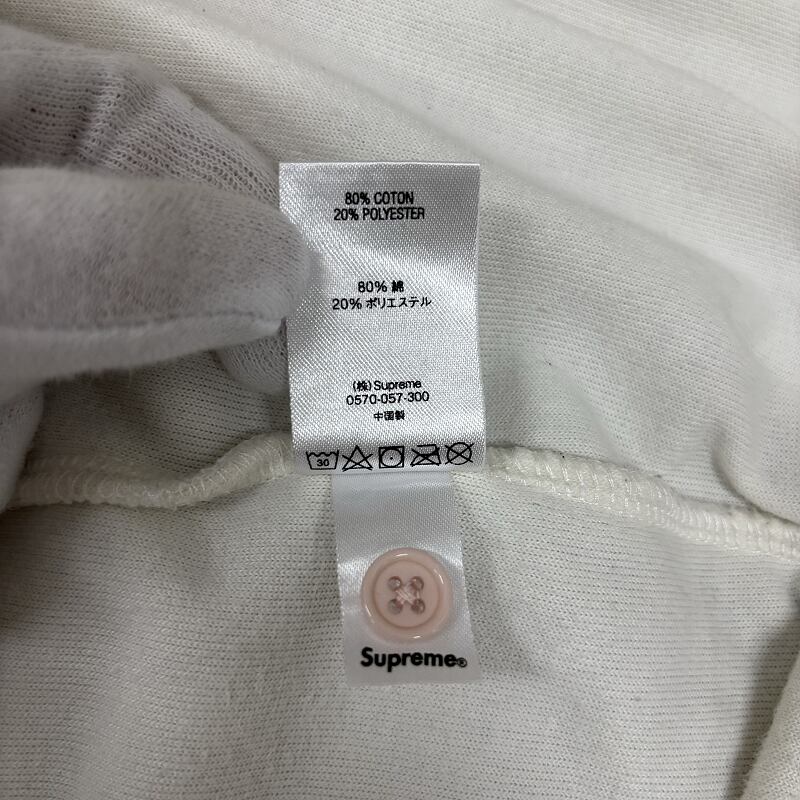 80% COTON
20% POLYESTER
80% 綿
20% ポリエステル
(株)Supreme
0570-057-300
中国製
30
Supreme®